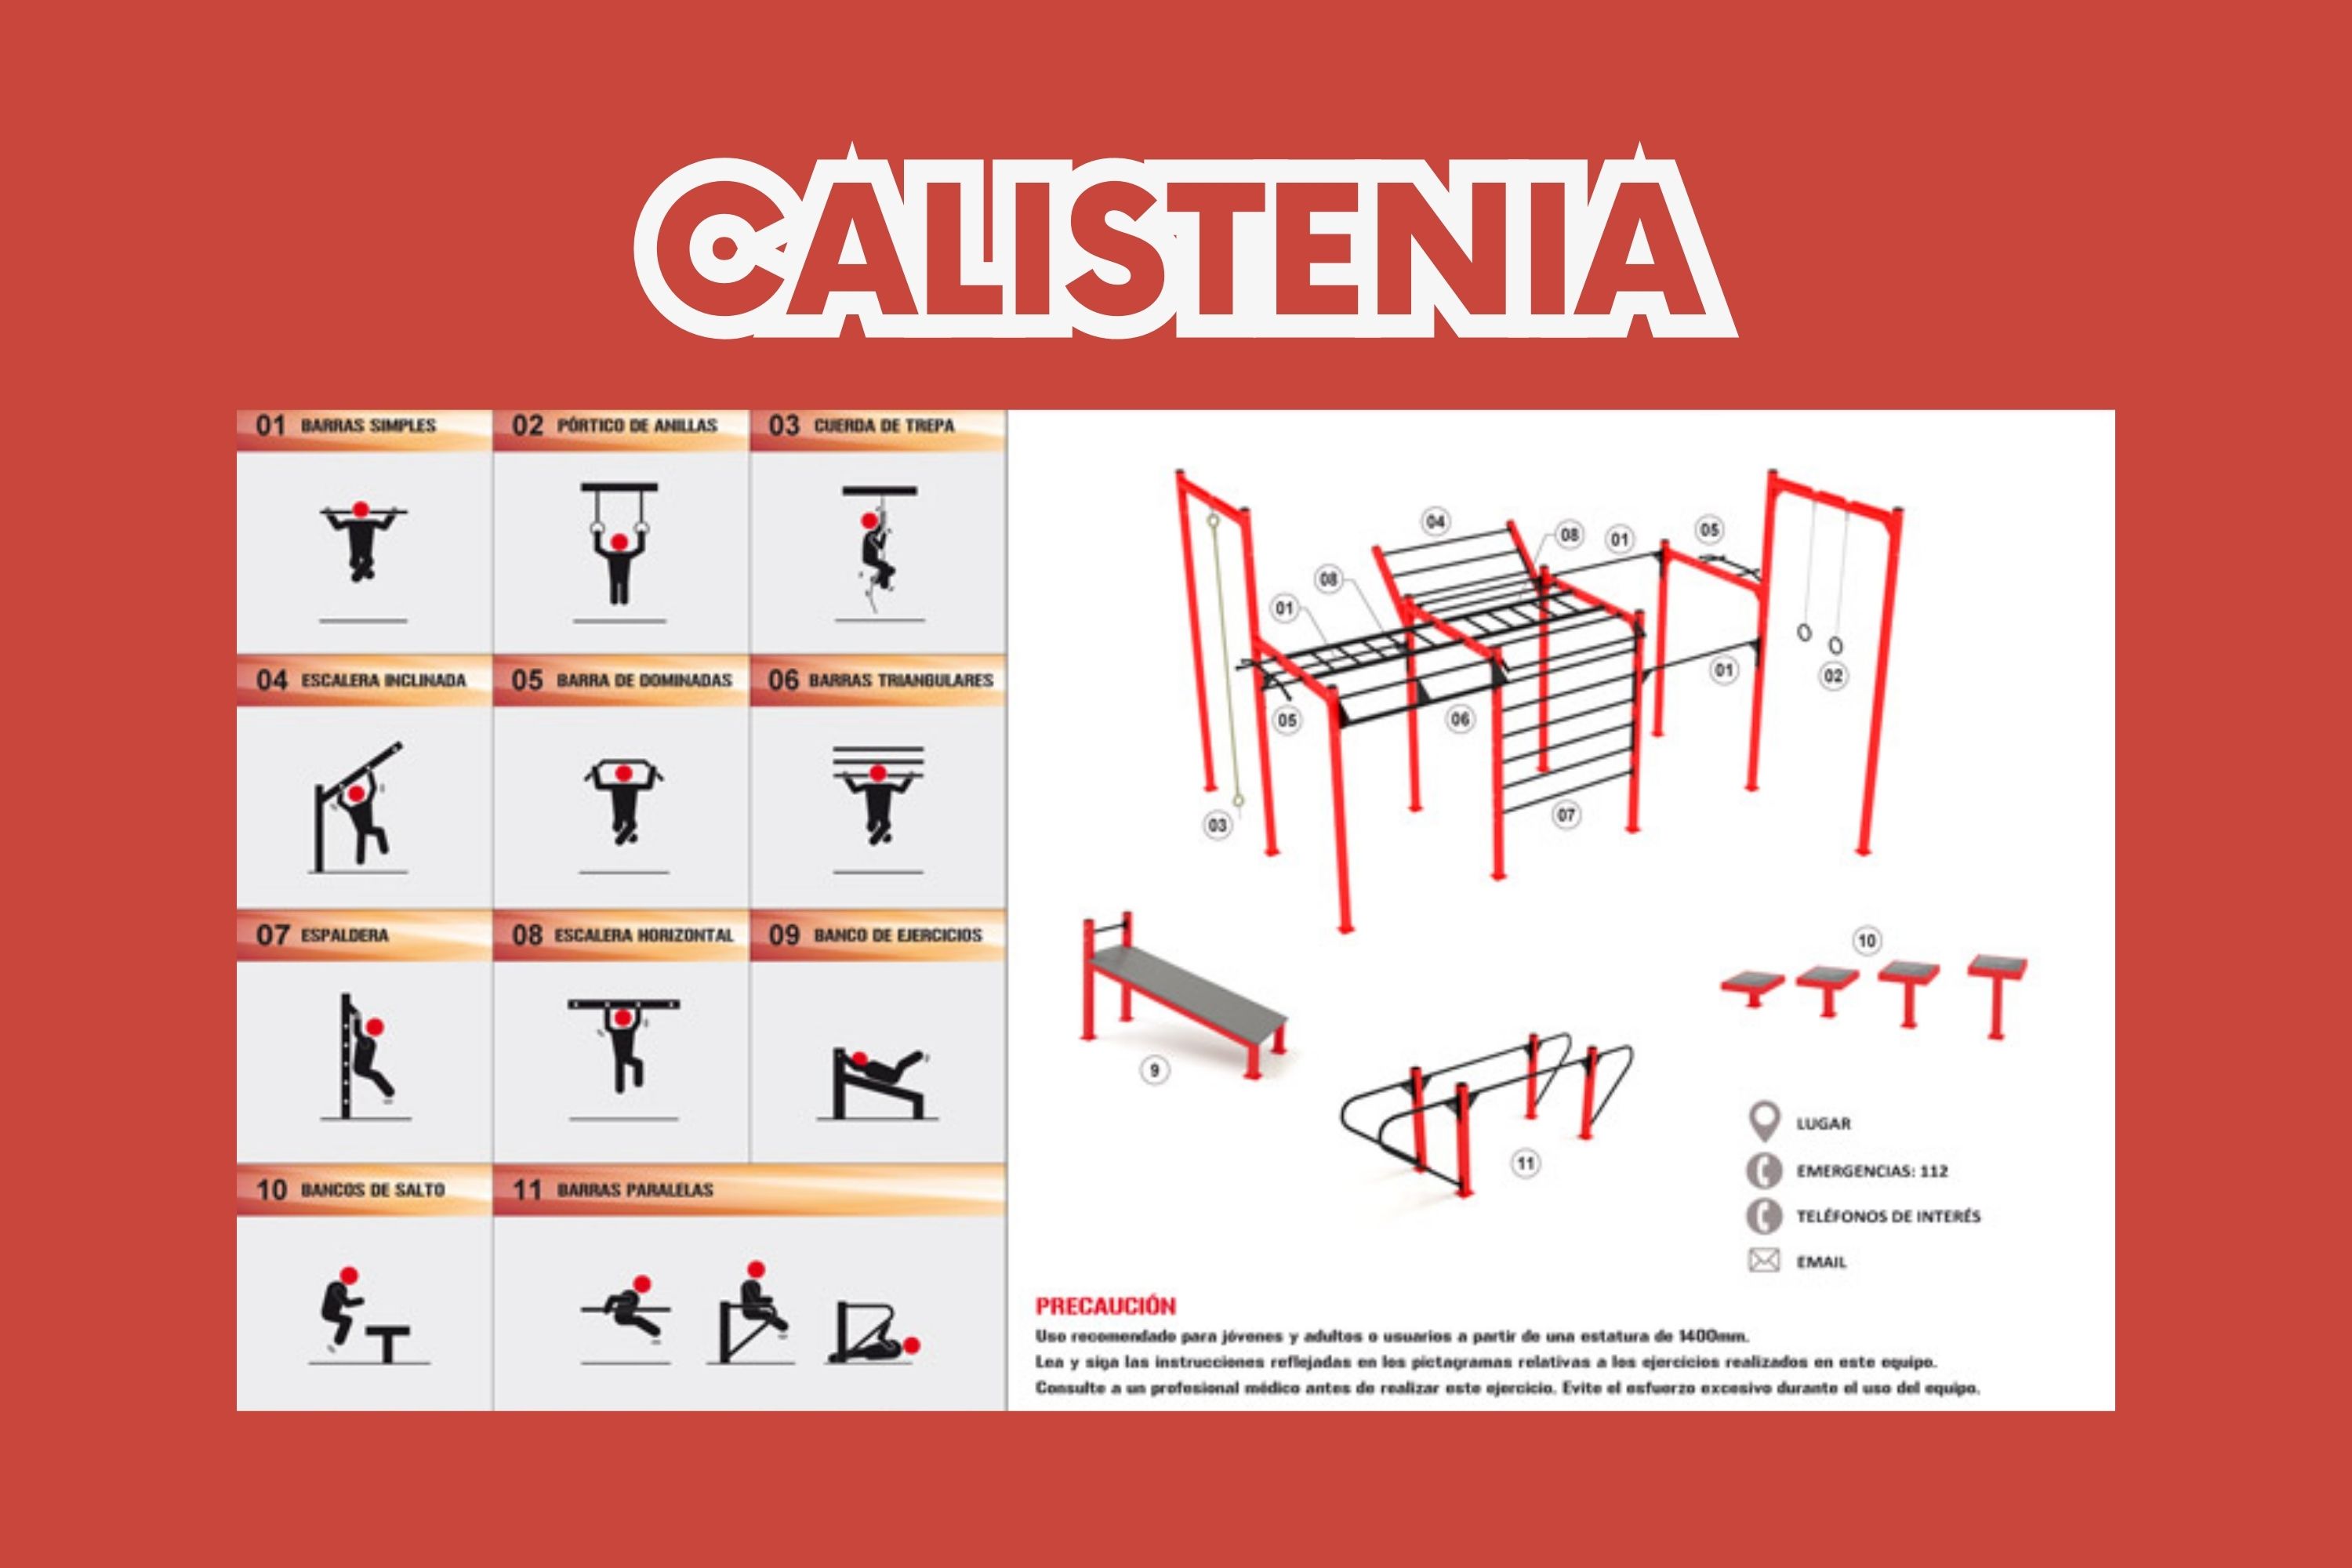 CALISTENIA
01 BARRAS SIMPLES
02 PÓRTICO DE ANILLAS
03 CUERDA DE TREPA
04 ESCALERA INCLINADA
05 BARRA DE DOMINADAS
06 BARRAS TRIANGULARES
07 ESPALDERA
08 ESCALERA HORIZONTAL
09 BANCO DE EJERCICIOS
10 BANCOS DE SALTO
11 BARRAS PARALELAS
04
08
01
05
08
01
01
02
05
06
03
07
10
9
11
LUGAR
EMERGENCIAS: 112
TELÉFONOS DE INTERÉS
EMAIL
PRECAUCIÓN
Uso recomendado para jóvenes y adultos o usuarios a partir de una estatura de 1400mm.
Lea y siga las instrucciones reflejadas en los pictagramas relativas a los ejercicios realizados en este equipo.
Consulte a un profesional médico antes de realizar este ejercicio. Evite el esfuerzo excesivo durante el uso del equipo.